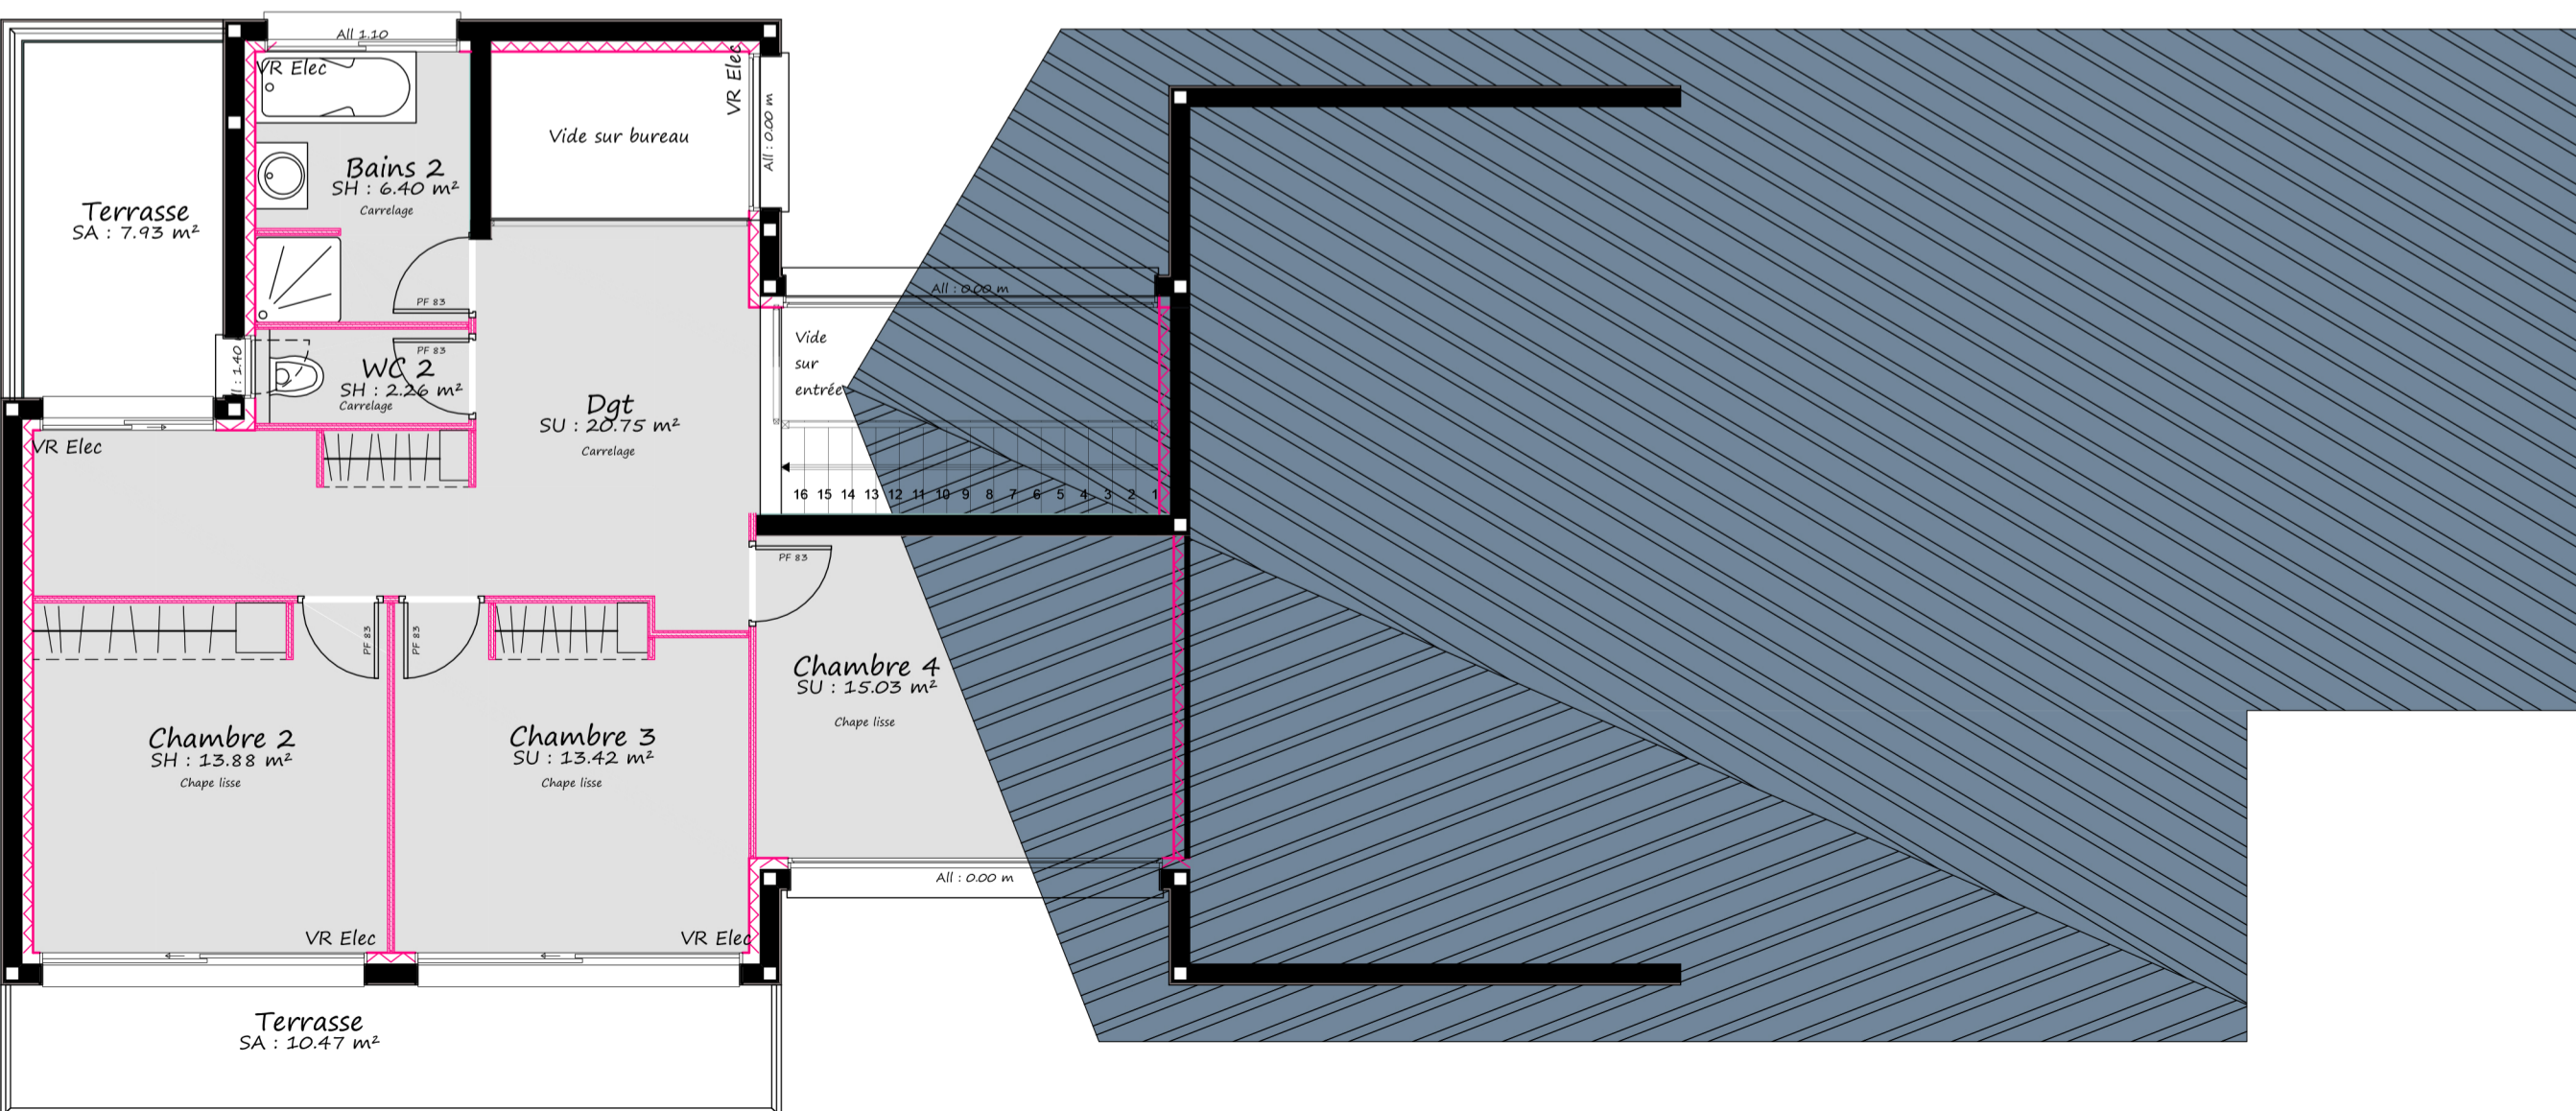 All 1.10
VR Elec
VR Elec
All : 0.00 m
Vide sur bureau
Bains 2
SH : 6.40 m²
Carrelage
Terrasse
SA : 7.93 m²
PF 83
All : 0.00 m
Vide
sur
entrée
PF 83
WC 2
SH : 2.26 m²
Carrelage
: 1.40
Dgt
SU : 20.75 m²
Carrelage
VR Elec
16 15 14 13 12 11 10 9 8 7 6 5 4 3 2 1
PF 83
PF 83
PF 83
Chambre 4
SU : 15.03 m²
Chape lisse
Chambre 2
SH : 13.88 m²
Chape lisse
Chambre 3
SU : 13.42 m²
Chape lisse
All : 0.00 m
VR Elec
VR Elec
Terrasse
SA : 10.47 m²